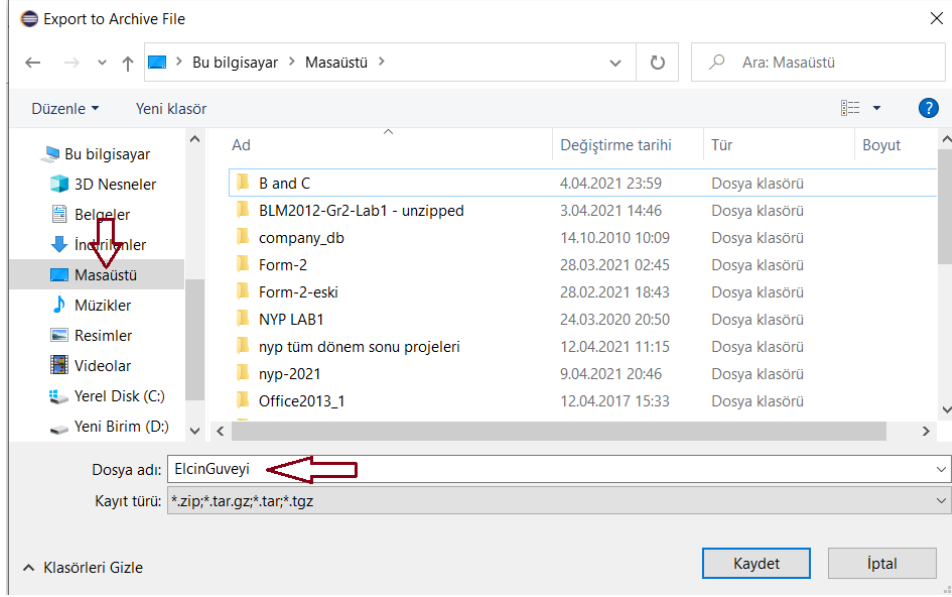 Export to Archive File
Bu bilgisayar > Masaüstü >
Ara: Masaüstü
Düzenle
Yeni klasör
?
Ad Değiştirme tarihi Tür Boyut
Bu bilgisayar
3D Nesneler
Belgeler
İndirilenler
Masaüstü
Müzikler
Resimler
Videolar
Yerel Disk (C:)
Yeni Birim (D:)
B and C 4.04.2021 23:59 Dosya klasörü
BLM2012-Gr2-Lab1 - unzipped 3.04.2021 14:46 Dosya klasörü
company_db 14.10.2010 10:09 Dosya klasörü
Form-2 28.03.2021 02:45 Dosya klasörü
Form-2-eski 28.02.2021 18:43 Dosya klasörü
NYP LAB1 24.03.2020 20:50 Dosya klasörü
nyp tüm dönem sonu projeleri 12.04.2021 11:15 Dosya klasörü
nyp-2021 9.04.2021 20:46 Dosya klasörü
Office2013_1 12.04.2017 15:33 Dosya klasörü
Dosya adı: ElcinGuveyi
Kayıt türü: *.zip;*.tar.gz;*.tar;*.tgz
Klasörleri Gizle
Kaydet
İptal